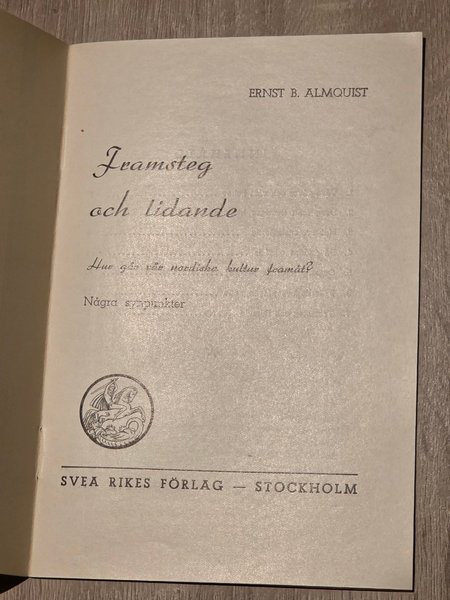 ERNST B. ALMQUIST
Framsteg
och lidande
Hur går vår nordiska kultur framåt?
Några synpunkter
SVEA RIKES FÖRLAG — STOCKHOLM